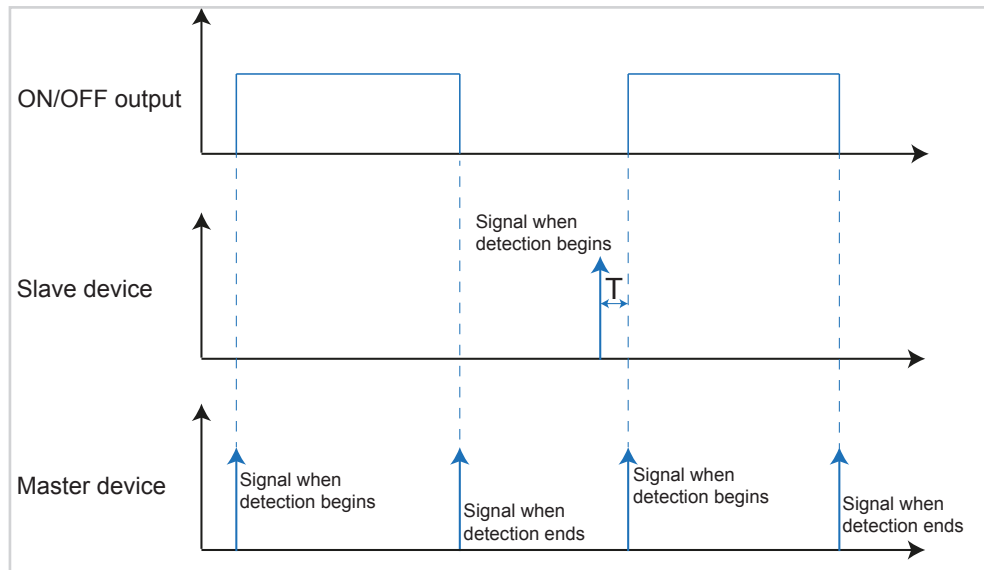 ON/OFF output
Signal when
detection begins
T
Slave device
Master device
Signal when
detection begins
Signal when
detection ends
Signal when
detection begins
Signal when
detection ends